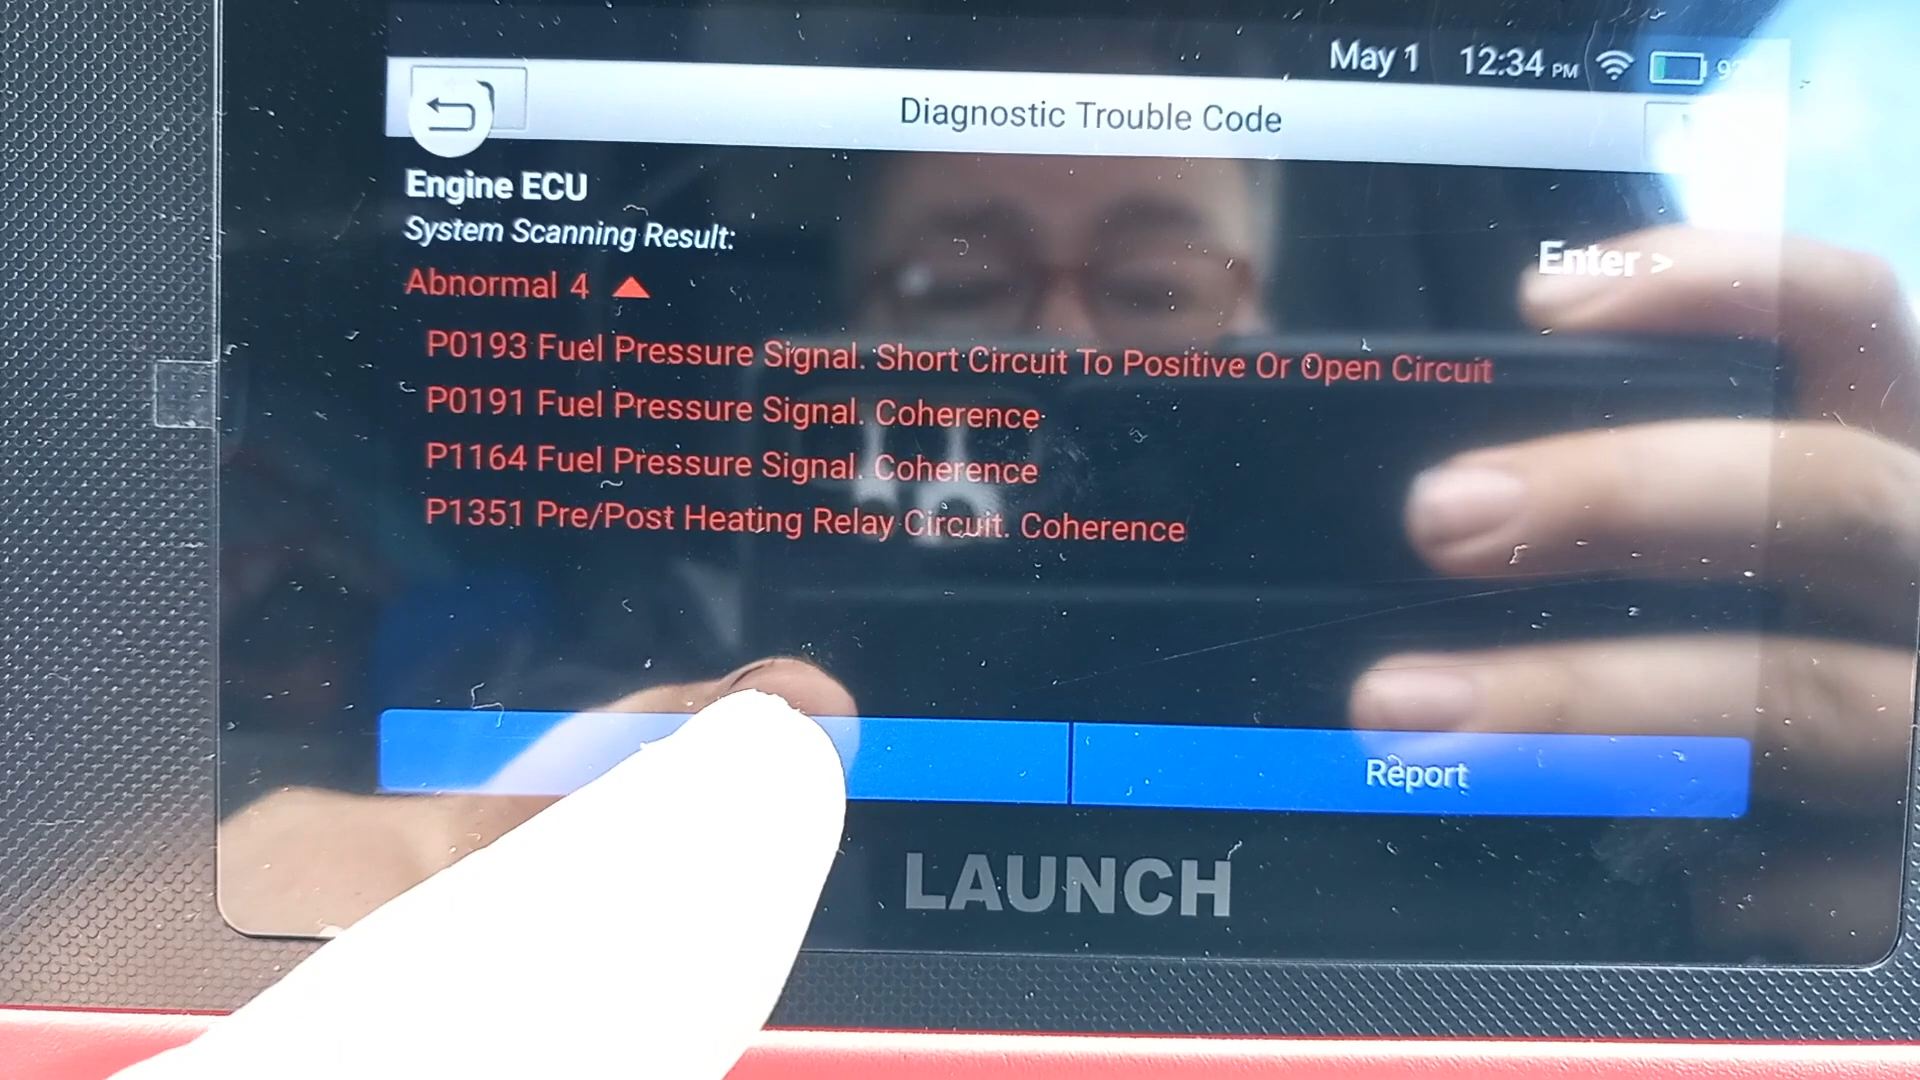 May 1 12:34 PM
Diagnostic Trouble Code
Engine ECU
System Scanning Result:
Enter >
Abnormal 4
P0193 Fuel Pressure Signal. Short Circuit To Positive Or Open Circuit
P0191 Fuel Pressure Signal. Coherence
P1164 Fuel Pressure Signal. Coherence
P1351 Pre/Post Heating Relay Circuit. Coherence
Report
LAUNCH